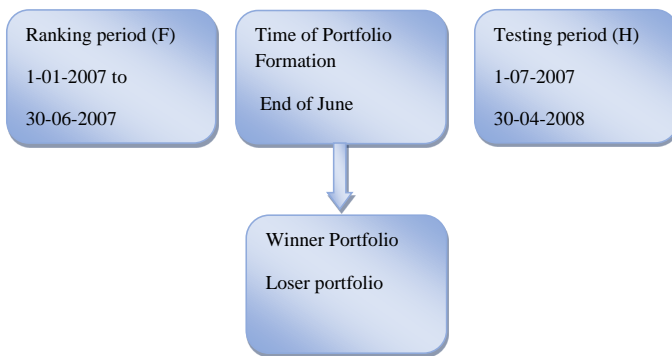 Ranking period (F)
1-01-2007 to
30-06-2007
Time of Portfolio
Formation
End of June
Testing period (H)
1-07-2007
30-04-2008
Winner Portfolio
Loser portfolio